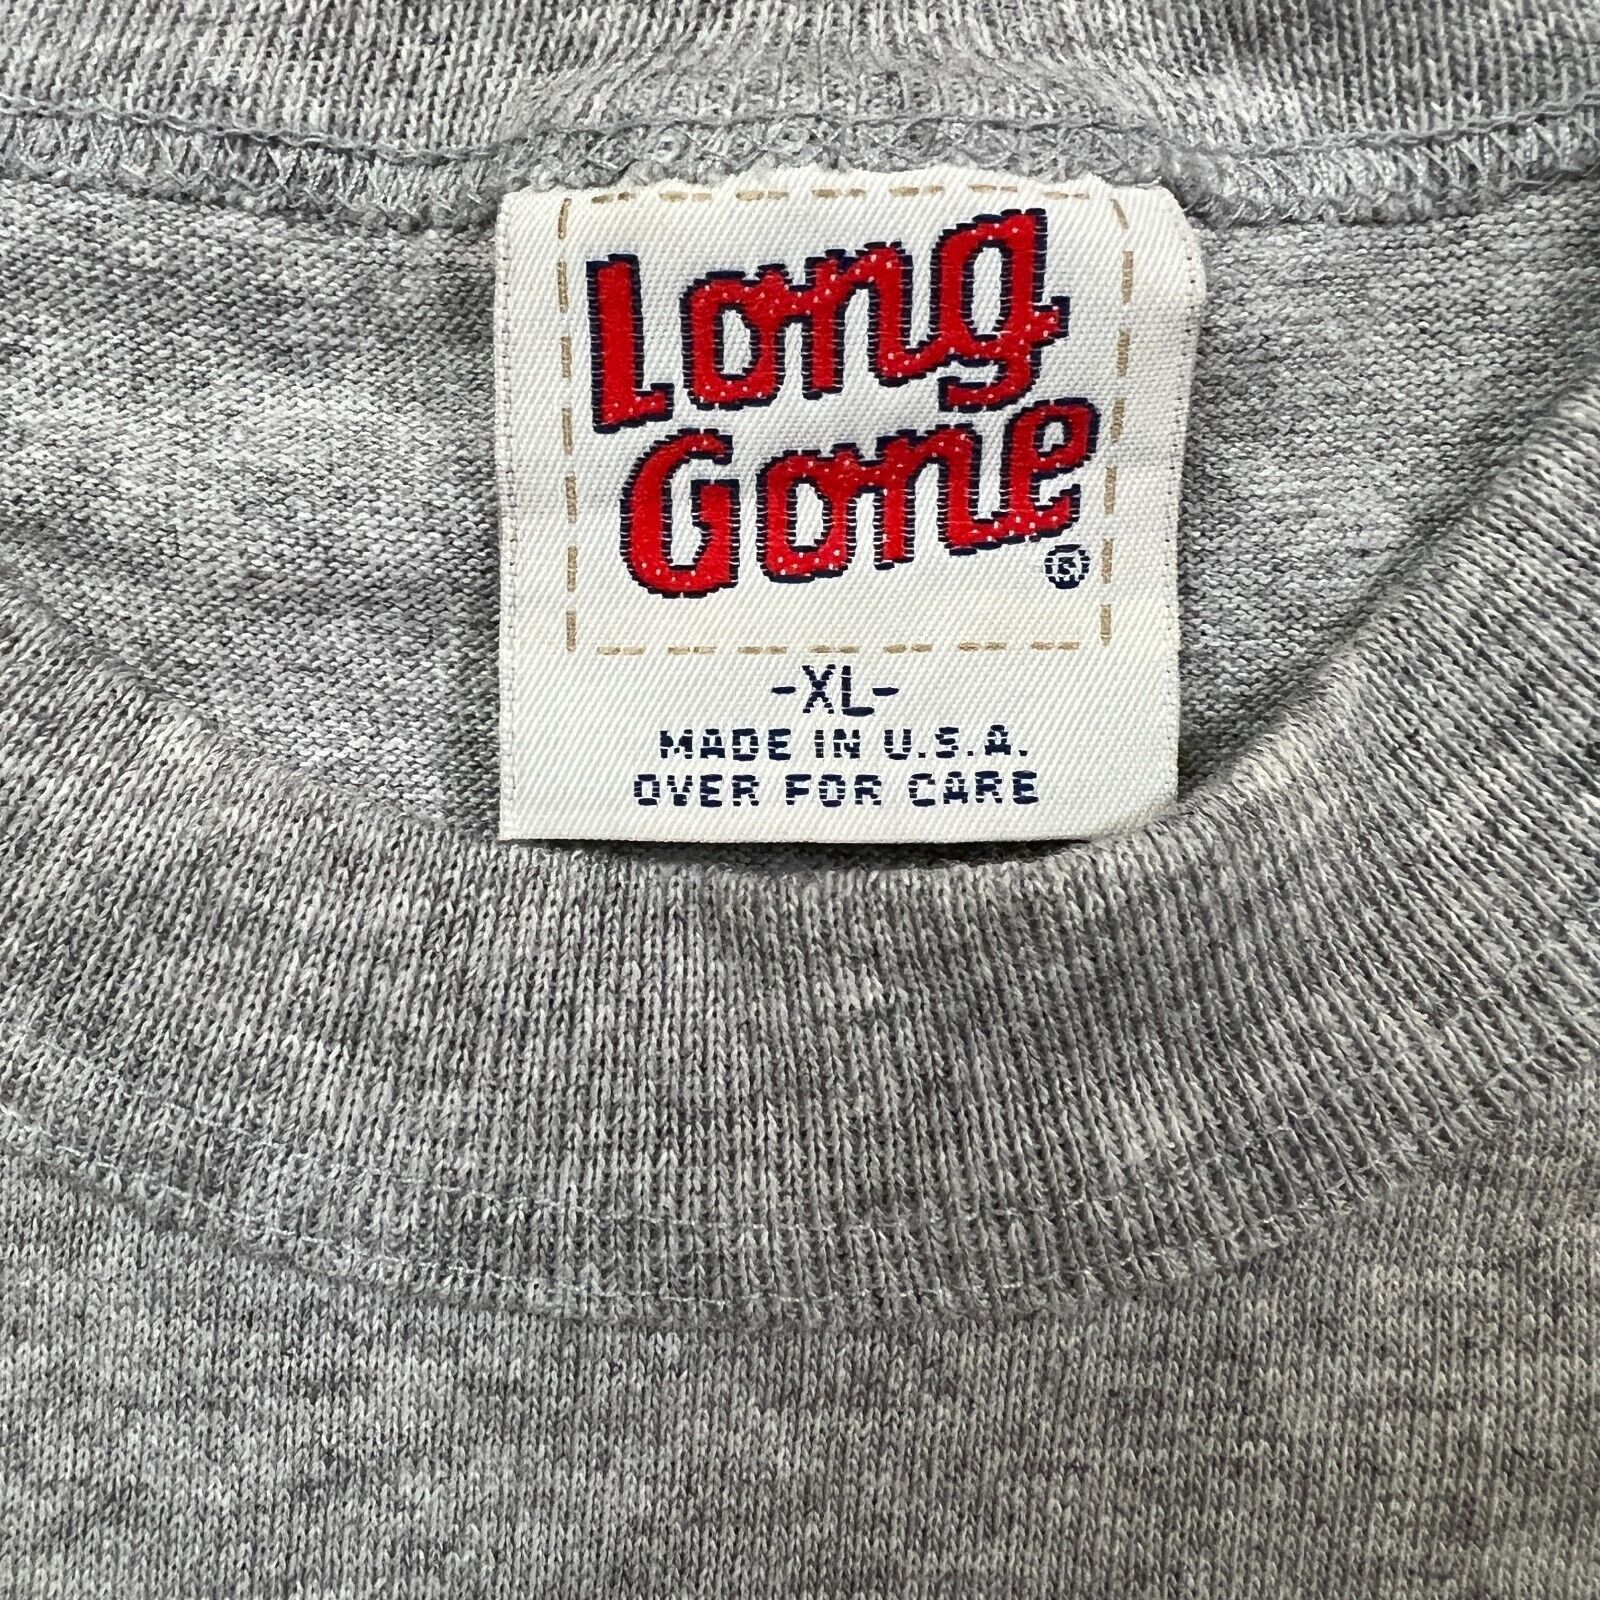 Long
Gone ®
-XL-
MADE IN U.S.A.
OVER FOR CARE